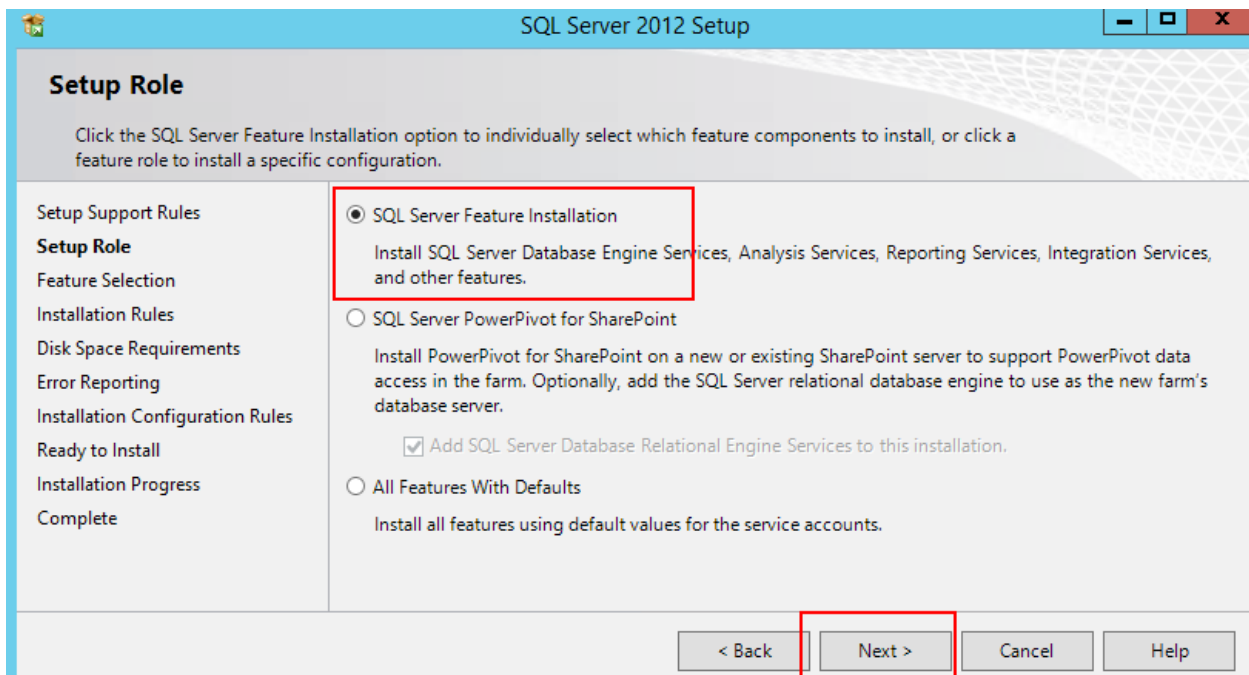 SQL Server 2012 Setup
X
Setup Role
Click the SQL Server Feature Installation option to individually select which feature components to install, or click a
feature role to install a specific configuration.
Setup Support Rules
Setup Role
Feature Selection
Installation Rules
Disk Space Requirements
Error Reporting
Installation Configuration Rules
Ready to Install
Installation Progress
Complete
SQL Server Feature Installation
Install SQL Server Database Engine Services, Analysis Services, Reporting Services, Integration Services,
and other features.
SQL Server PowerPivot for SharePoint
Install PowerPivot for SharePoint on a new or existing SharePoint server to support PowerPivot data
access in the farm. Optionally, add the SQL Server relational database engine to use as the new farm's
database server.
Add SQL Server Database Relational Engine Services to this installation.
All Features With Defaults
Install all features using default values for the service accounts.
< Back
Next >
Cancel
Help